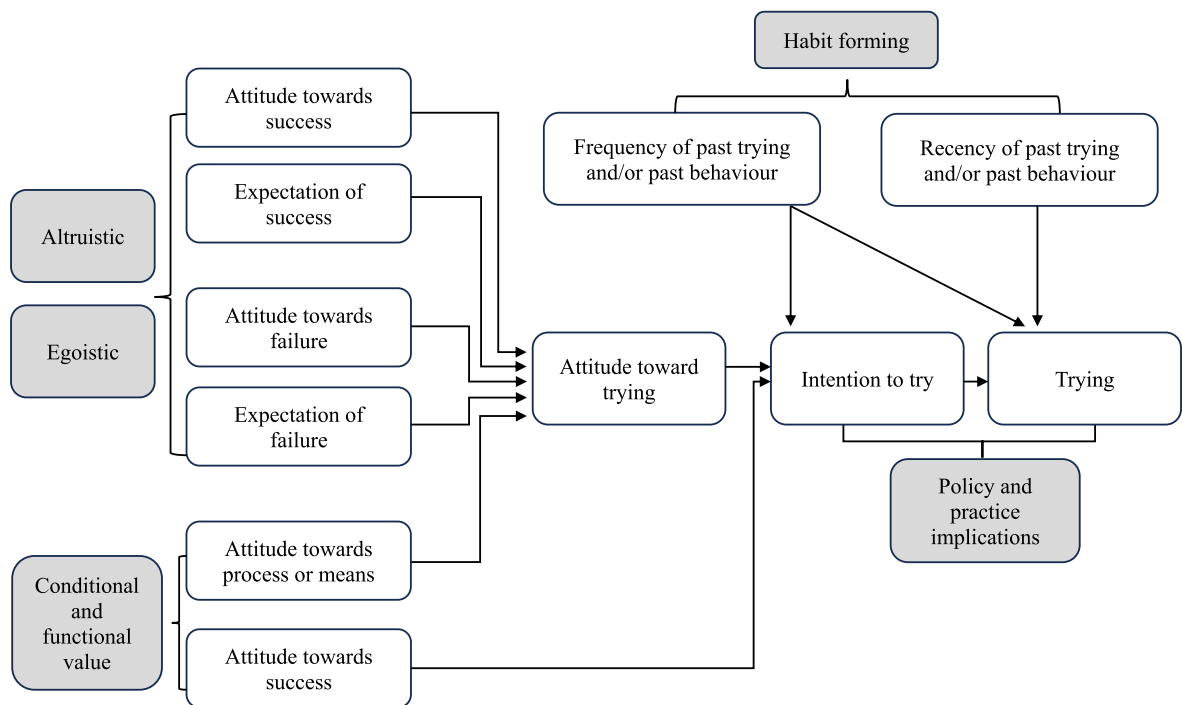 Habit forming
Attitude towards
success
Frequency of past trying
and/or past behaviour
Recency of past trying
and/or past behaviour
Expectation of
success
Altruistic
Attitude towards
failure
Egoistic
Attitude toward
trying
Intention to try
Trying
Expectation of
failure
Policy and
practice
implications
Attitude towards
process or means
Conditional
and
functional
value
Attitude towards
success